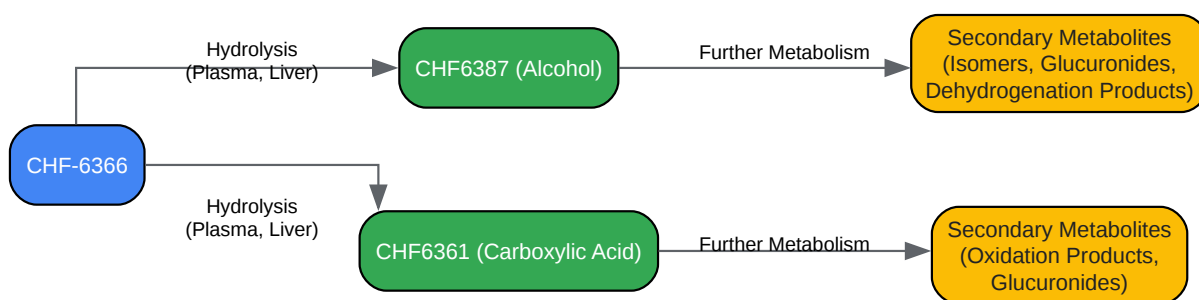 Hydrolysis
(Plasma, Liver)
CHF6387 (Alcohol)
Further Metabolism
Secondary Metabolites
(Isomers, Glucuronides,
Dehydrogenation Products)
CHF-6366
Hydrolysis
(Plasma, Liver)
CHF6361 (Carboxylic Acid)
Further Metabolism
Secondary Metabolites
(Oxidation Products,
Glucuronides)